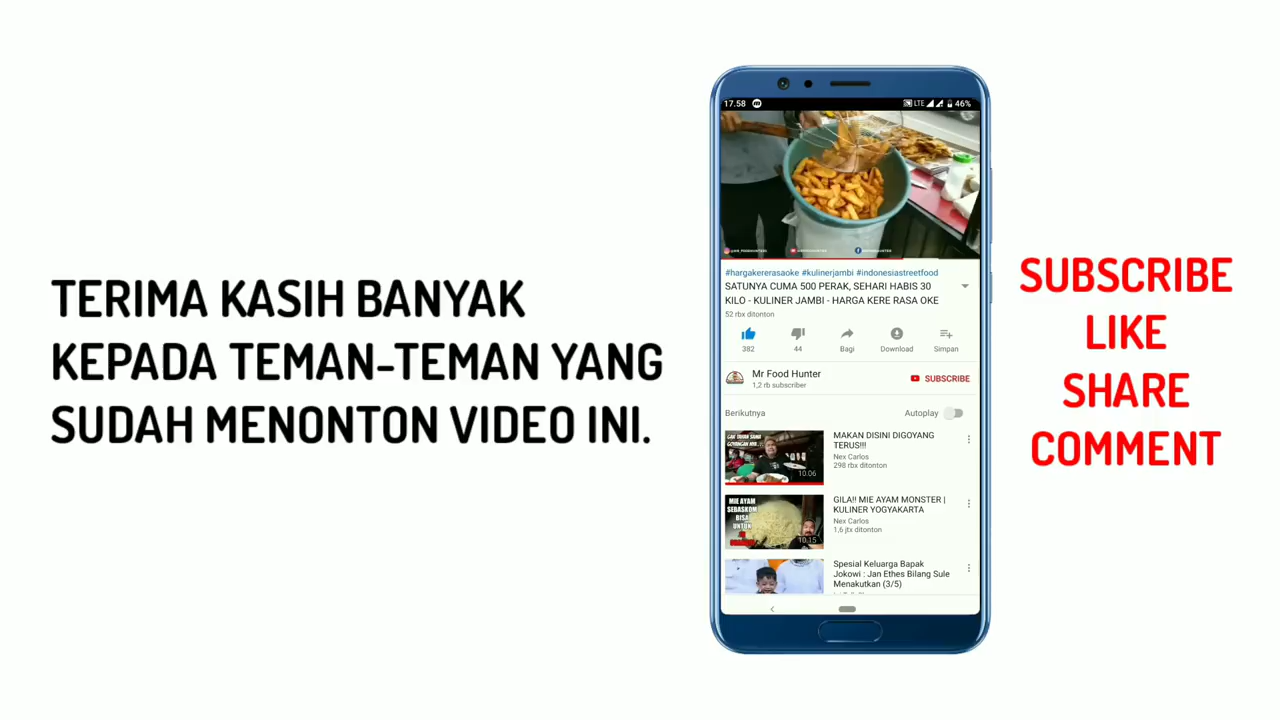 TERIMA KASIH BANYAK
KEPADA TEMAN-TEMAN YANG
SUDAH MENONTON VIDEO INI.
17.58
LTE
46%
#hargakererasaoke #kulinerjambi #indonesiastreetfood
SATUNYA CUMA 500 PERAK, SEHARI HABIS 30
KILO - KULINER JAMBI - HARGA KERE RASA OKE
52 rbx ditonton
382
44
Bagi
Download
Simpan
Mr Food Hunter
1,2 rb subscriber
SUBSCRIBE
Berikutnya
Autoplay
10.06
MAKAN DISINI DIGOYANG
TERUS!!!
Nex Carlos
298 rbx ditonton
MIE AYAM
SEBASKOM
BISA
UNTUK
10.15
GILA!! MIE AYAM MONSTER |
KULINER YOGYAKARTA
Nex Carlos
1,6 jtx ditonton
Spesial Keluarga Bapak
Jokowi : Jan Ethes Bilang Sule
Menakutkan (3/5)
SUBSCRIBE
LIKE
SHARE
COMMENT